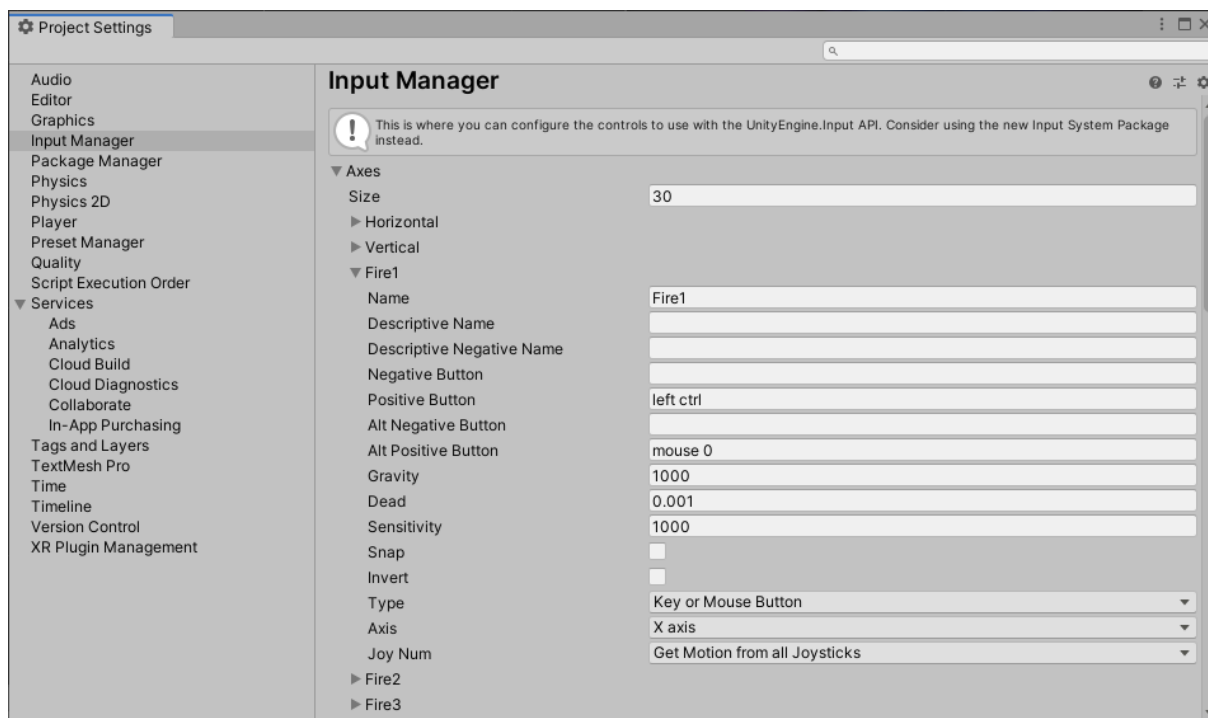 Project Settings
Audio
Editor
Graphics
Input Manager
Package Manager
Physics
Physics 2D
Player
Preset Manager
Quality
Script Execution Order
Services
Ads
Analytics
Cloud Build
Cloud Diagnostics
Collaborate
In-App Purchasing
Tags and Layers
TextMesh Pro
Time
Timeline
Version Control
XR Plugin Management
Input Manager
This is where you can configure the controls to use with the UnityEngine.Input API. Consider using the new Input System Package
instead.
Axes
Size 30
Horizontal
Vertical
Fire1
Name Fire1
Descriptive Name
Descriptive Negative Name
Negative Button
Positive Button left ctrl
Alt Negative Button
Alt Positive Button mouse 0
Gravity 1000
Dead 0.001
Sensitivity 1000
Snap
Invert
Type Key or Mouse Button
Axis X axis
Joy Num Get Motion from all Joysticks
Fire2
Fire3